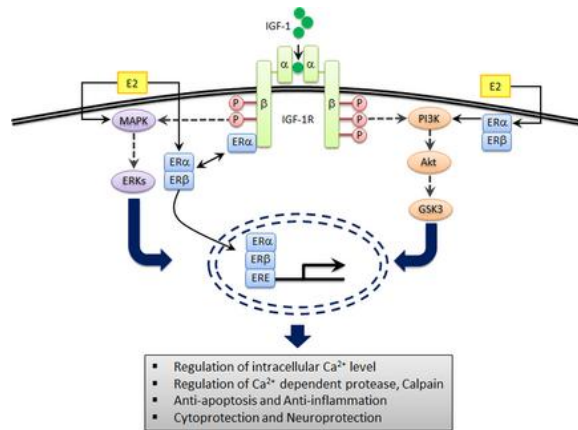 IGF-1
α
α
E2
E2
P
β
β
P
MAPK
P
IGF-1R
P
PI3K
ERα
ERβ
P
ERα
ERα
ERβ
Akt
ERKs
GSK3
ERα
ERβ
ERE
▪ Regulation of intracellular Ca²⁺ level
▪ Regulation of Ca²⁺ dependent protease, Calpain
▪ Anti-apoptosis and Anti-inflammation
▪ Cytoprotection and Neuroprotection